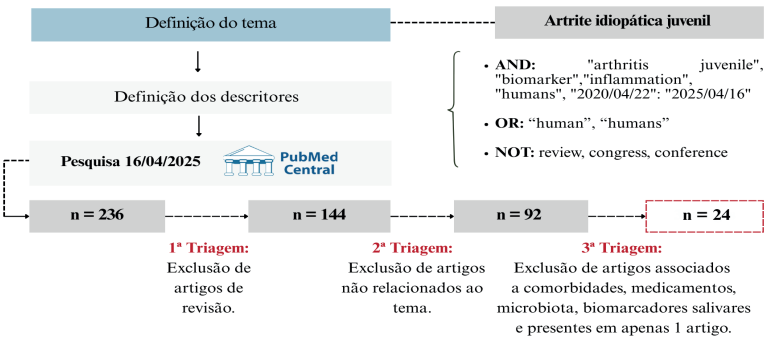 Definição do tema
Artrite idiopática juvenil
Definição dos descritores
• AND: "arthritis juvenile",
"biomarker","inflammation",
"humans", "2020/04/22": "2025/04/16"
• OR: “human”, “humans”
• NOT: review, congress, conference
Pesquisa 16/04/2025
PubMed
Central
n = 236
n = 144
n = 92
n = 24
1ª Triagem:
Exclusão de
artigos de
revisão.
2ª Triagem:
Exclusão de artigos
não relacionados ao
tema.
3ª Triagem:
Exclusão de artigos associados
a comorbidades, medicamentos,
microbiota, biomarcadores salivares
e presentes em apenas 1 artigo.